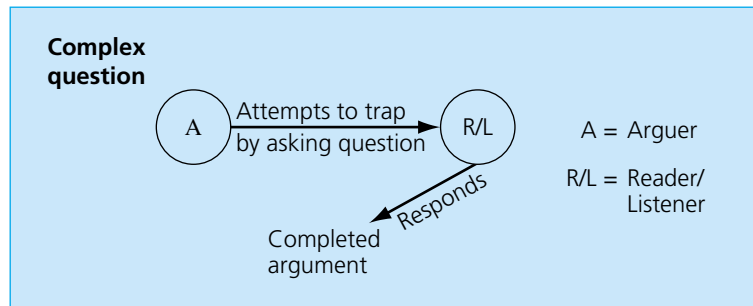 Complex
question
Attempts to trap
A
R/L
by asking question
A = Arguer
R/L = Reader/
Listener
Responds
Completed
argument